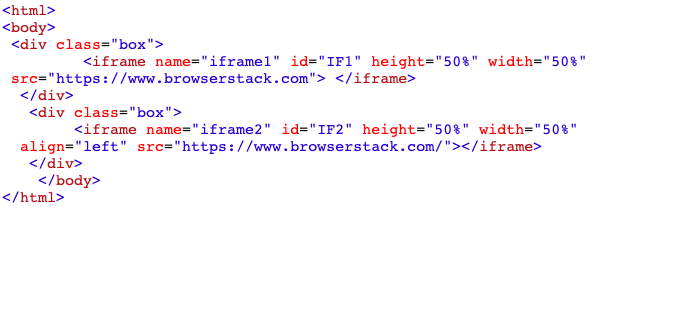 <html>
<body>
<div class="box">
<iframe name="iframe1" id="IF1" height="50%" width="50%"
src="https://www.browserstack.com"> </iframe>
</div>
<div class="box">
<iframe name="iframe2" id="IF2" height="50%" width="50%"
align="left" src="https://www.browserstack.com/"></iframe>
</div>
</body>
</html>